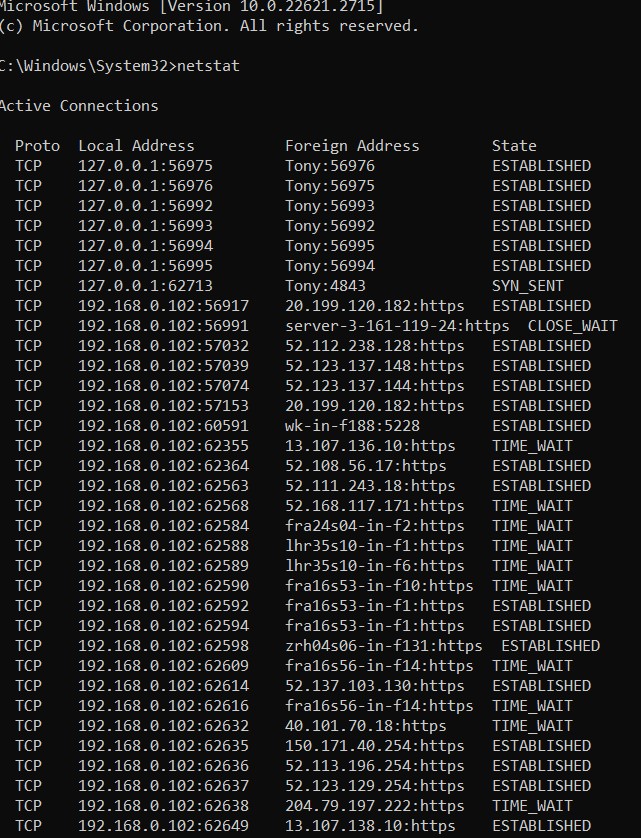 Microsoft Windows [Version 10.0.22621.2715]
(c) Microsoft Corporation. All rights reserved.
C:\Windows\System32>netstat
Active Connections
Proto Local Address Foreign Address State
TCP 127.0.0.1:56975 Tony:56976 ESTABLISHED
TCP 127.0.0.1:56976 Tony:56975 ESTABLISHED
TCP 127.0.0.1:56992 Tony:56993 ESTABLISHED
TCP 127.0.0.1:56993 Tony:56992 ESTABLISHED
TCP 127.0.0.1:56994 Tony:56995 ESTABLISHED
TCP 127.0.0.1:56995 Tony:56994 ESTABLISHED
TCP 127.0.0.1:62713 Tony:4843 SYN_SENT
TCP 192.168.0.102:56917 20.199.120.182:https ESTABLISHED
TCP 192.168.0.102:56991 server-3-161-119-24:https CLOSE_WAIT
TCP 192.168.0.102:57032 52.112.238.128:https ESTABLISHED
TCP 192.168.0.102:57039 52.123.137.148:https ESTABLISHED
TCP 192.168.0.102:57074 52.123.137.144:https ESTABLISHED
TCP 192.168.0.102:57153 20.199.120.182:https ESTABLISHED
TCP 192.168.0.102:60591 wk-in-f188:5228 ESTABLISHED
TCP 192.168.0.102:62355 13.107.136.10:https TIME_WAIT
TCP 192.168.0.102:62364 52.108.56.17:https ESTABLISHED
TCP 192.168.0.102:62563 52.111.243.18:https ESTABLISHED
TCP 192.168.0.102:62568 52.168.117.171:https TIME_WAIT
TCP 192.168.0.102:62584 fra24s04-in-f2:https TIME_WAIT
TCP 192.168.0.102:62588 lhr35s10-in-f1:https TIME_WAIT
TCP 192.168.0.102:62589 lhr35s10-in-f6:https TIME_WAIT
TCP 192.168.0.102:62590 fra16s53-in-f10:https TIME_WAIT
TCP 192.168.0.102:62592 fra16s53-in-f1:https ESTABLISHED
TCP 192.168.0.102:62594 fra16s53-in-f1:https ESTABLISHED
TCP 192.168.0.102:62598 zrh04s06-in-f131:https ESTABLISHED
TCP 192.168.0.102:62609 fra16s56-in-f14:https TIME_WAIT
TCP 192.168.0.102:62614 52.137.103.130:https ESTABLISHED
TCP 192.168.0.102:62616 fra16s56-in-f14:https TIME_WAIT
TCP 192.168.0.102:62632 40.101.70.18:https TIME_WAIT
TCP 192.168.0.102:62635 150.171.40.254:https ESTABLISHED
TCP 192.168.0.102:62636 52.113.196.254:https ESTABLISHED
TCP 192.168.0.102:62637 52.123.129.254:https ESTABLISHED
TCP 192.168.0.102:62638 204.79.197.222:https TIME_WAIT
TCP 192.168.0.102:62649 13.107.138.10:https ESTABLISHED